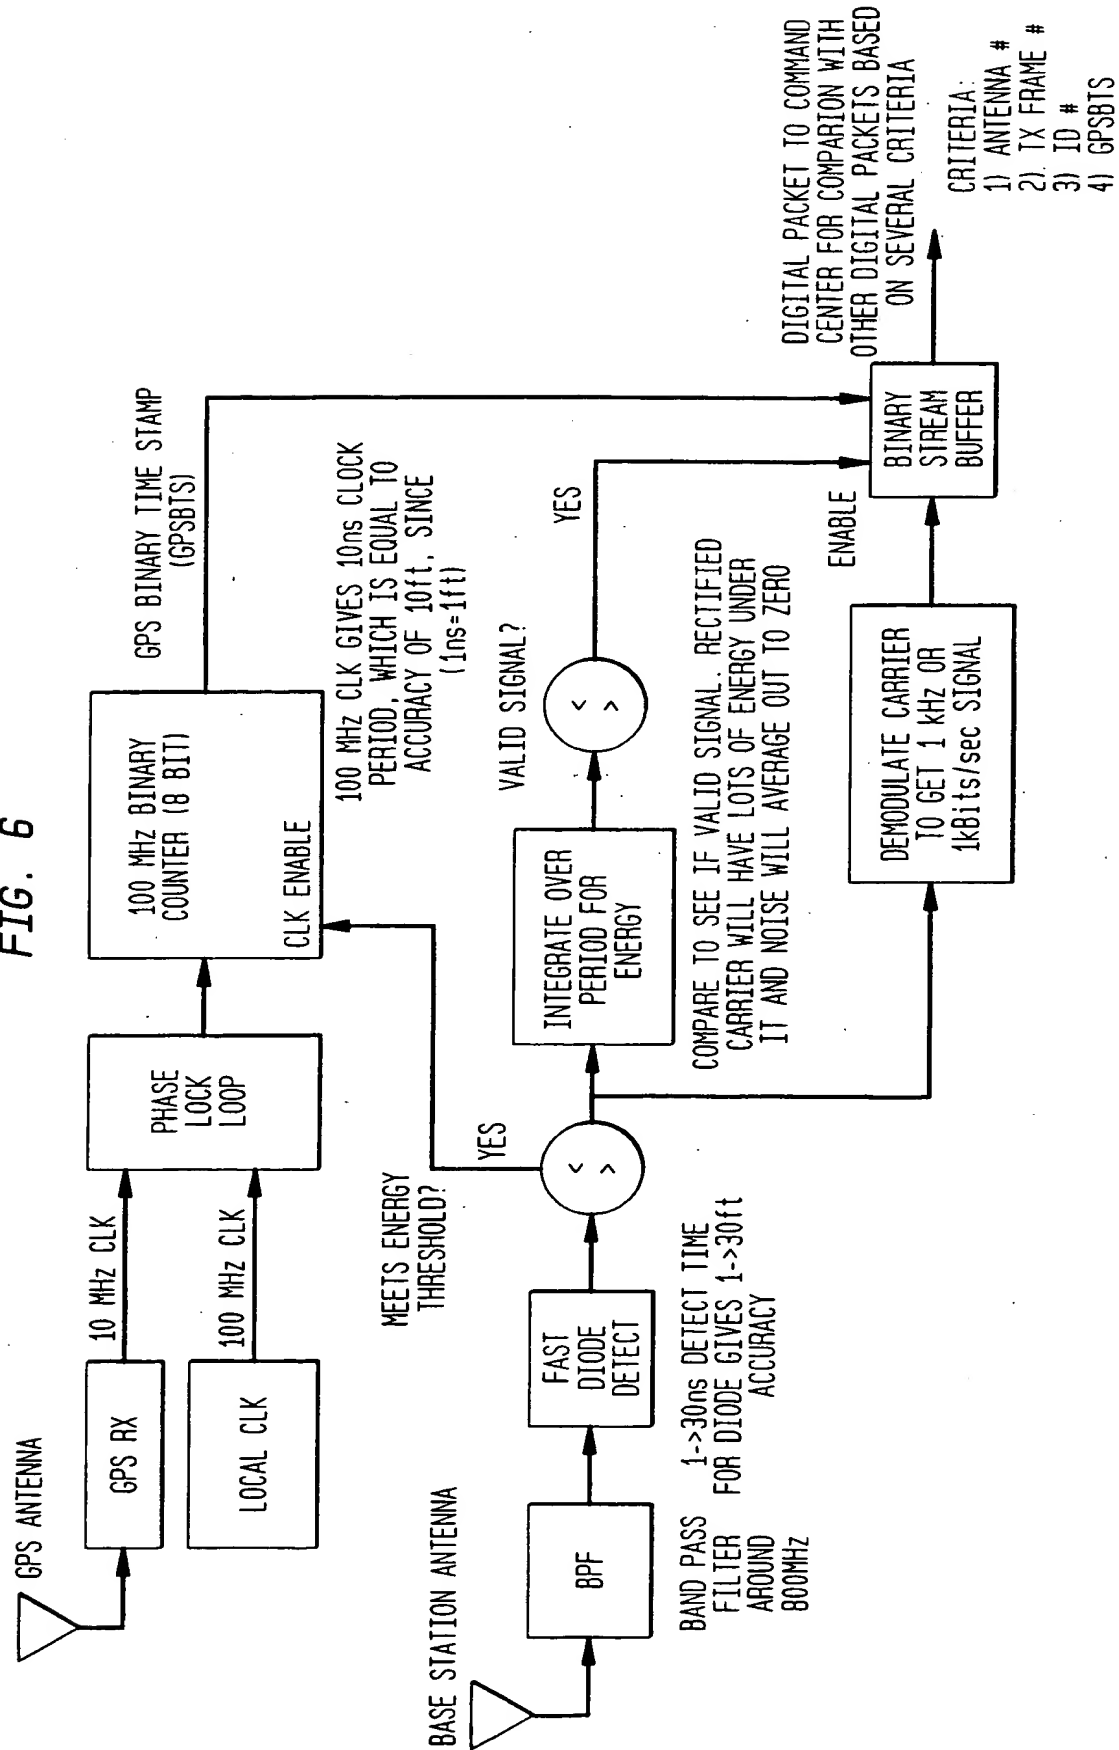 FIG. 6
GPS ANTENNA
GPS RX
10 MHz CLK
LOCAL CLK
100 MHz CLK
PHASE
LOCK
LOOP
100 MHz BINARY
COUNTER (8 BIT)
CLK ENABLE
GPS BINARY TIME STAMP
(GPSBTS)
100 MHz CLK GIVES 10ns CLOCK
PERIOD, WHICH IS EQUAL TO
ACCURACY OF 10ft, SINCE
(1ns=1ft)
MEETS ENERGY
THRESHOLD?
YES
BASE STATION ANTENNA
BPF
BAND PASS
FILTER
AROUND
800MHz
FAST
DIODE
DETECT
1->30ns DETECT TIME
FOR DIODE GIVES 1->30ft
ACCURACY
< >
INTEGRATE OVER
PERIOD FOR
ENERGY
VALID SIGNAL?
< >
YES
COMPARE TO SEE IF VALID SIGNAL. RECTIFIED
CARRIER WILL HAVE LOTS OF ENERGY UNDER
IT AND NOISE WILL AVERAGE OUT TO ZERO
DEMODULATE CARRIER
TO GET 1 kHz OR
1kBits/sec SIGNAL
ENABLE
BINARY
STREAM
BUFFER
DIGITAL PACKET TO COMMAND
CENTER FOR COMPARION WITH
OTHER DIGITAL PACKETS BASED
ON SEVERAL CRITERIA
CRITERIA:
1) ANTENNA #
2). TX FRAME #
3) ID #
4) GPSBTS